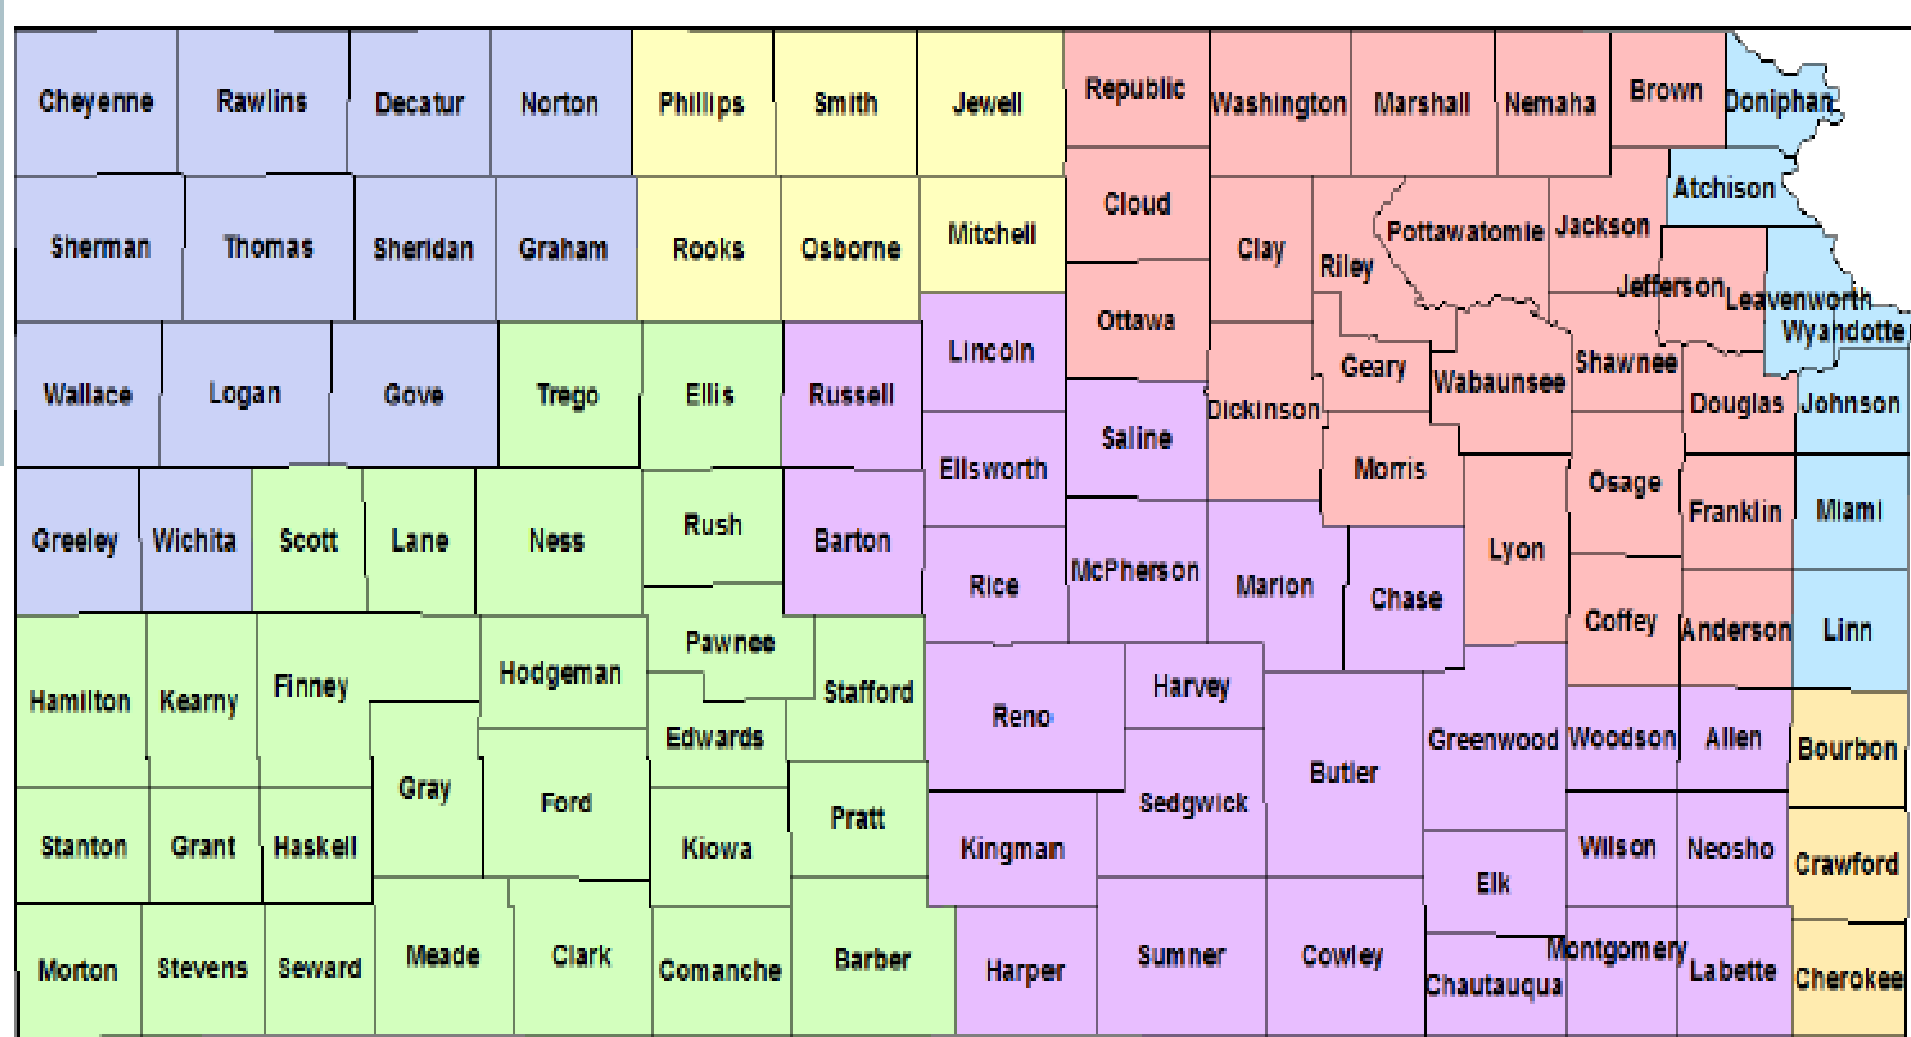 Cheyenne
Rawlins
Decatur
Norton
Phillips
Smith
Jewell
Republic
Washington
Marshall
Nemaha
Brown
Doniphan
Sherman
Thomas
Sheridan
Graham
Rooks
Osborne
Mitchell
Cloud
Clay
Riley
Pottawatomie
Jackson
Atchison
Jefferson
Leavenworth
Wyandotte
Wallace
Logan
Gove
Trego
Ellis
Russell
Lincoln
Ottawa
Dickinson
Geary
Wabaunsee
Shawnee
Douglas
Johnson
Greeley
Wichita
Scott
Lane
Ness
Rush
Barton
Ellsworth
Saline
Morris
Osage
Franklin
Miami
Rice
McPherson
Marion
Chase
Lyon
Coffey
Anderson
Linn
Hamilton
Kearny
Finney
Hodgeman
Pawnee
Stafford
Edwards
Reno
Harvey
Butler
Greenwood
Woodson
Allen
Bourbon
Gray
Ford
Pratt
Sedgwick
Stanton
Grant
Haskell
Kiowa
Kingman
Elk
Wilson
Neosho
Crawford
Morton
Stevens
Seward
Meade
Clark
Comanche
Barber
Harper
Sumner
Cowley
Chautauqua
Montgomery
Labette
Cherokee